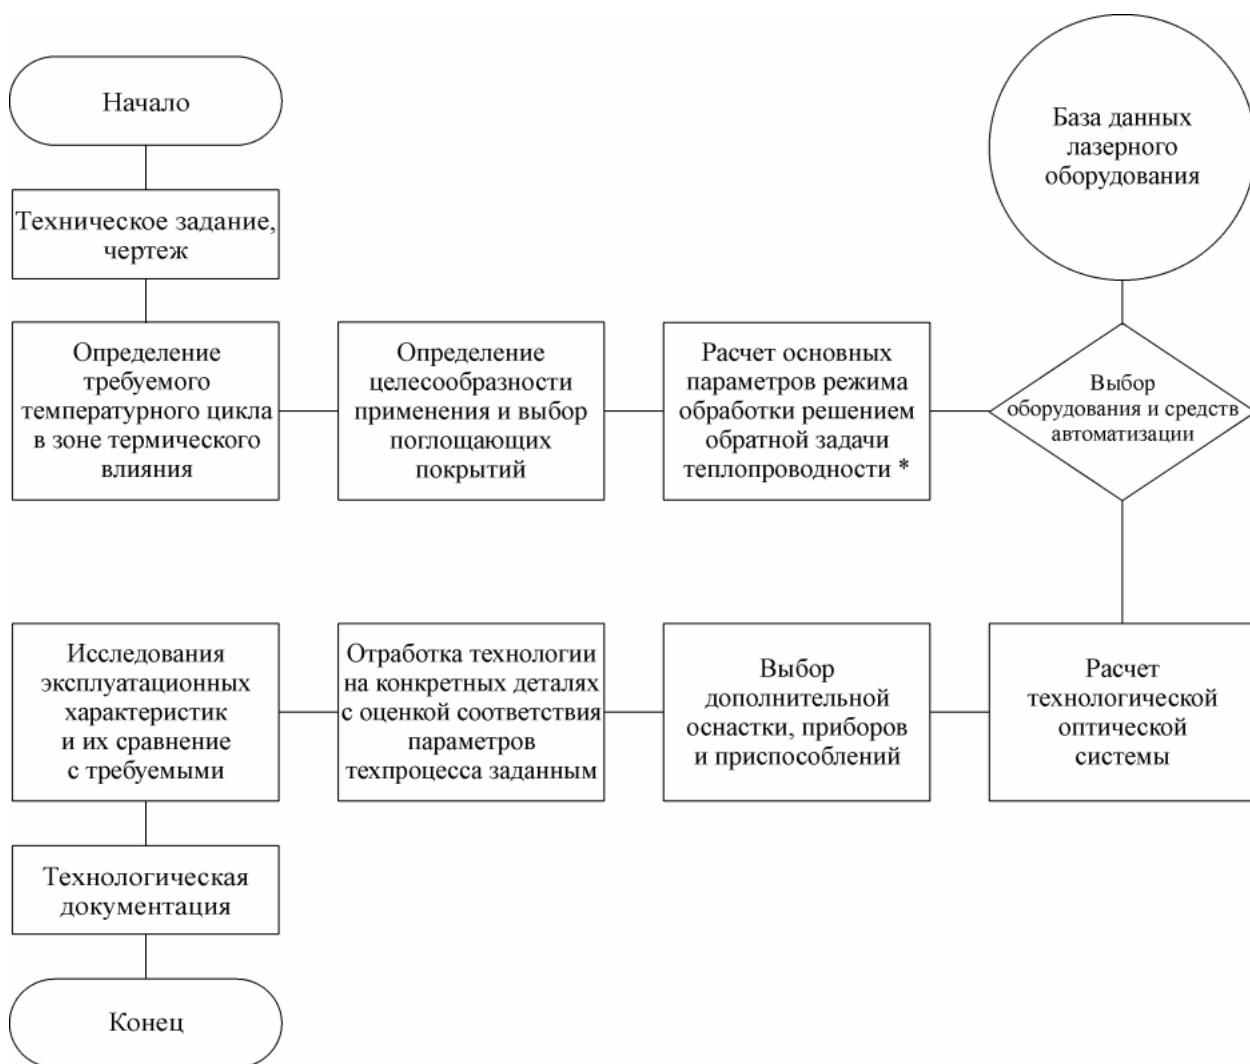 Начало
База данных
лазерного
оборудования
Техническое задание,
чертеж
Определение
требуемого
температурного цикла
в зоне термического
влияния
Определение
целесообразности
применения и выбор
поглощающих
покрытий
Расчет основных
параметров режима
обработки решением
обратной задачи
теплопроводности *
Выбор
оборудования и средств
автоматизации
Исследования
эксплуатационных
характеристик
и их сравнение
с требуемыми
Отработка технологии
на конкретных деталях
с оценкой соответствия
параметров
техпроцесса заданным
Выбор
дополнительной
оснастки, приборов
и приспособлений
Расчет
технологической
оптической
системы
Технологическая
документация
Конец